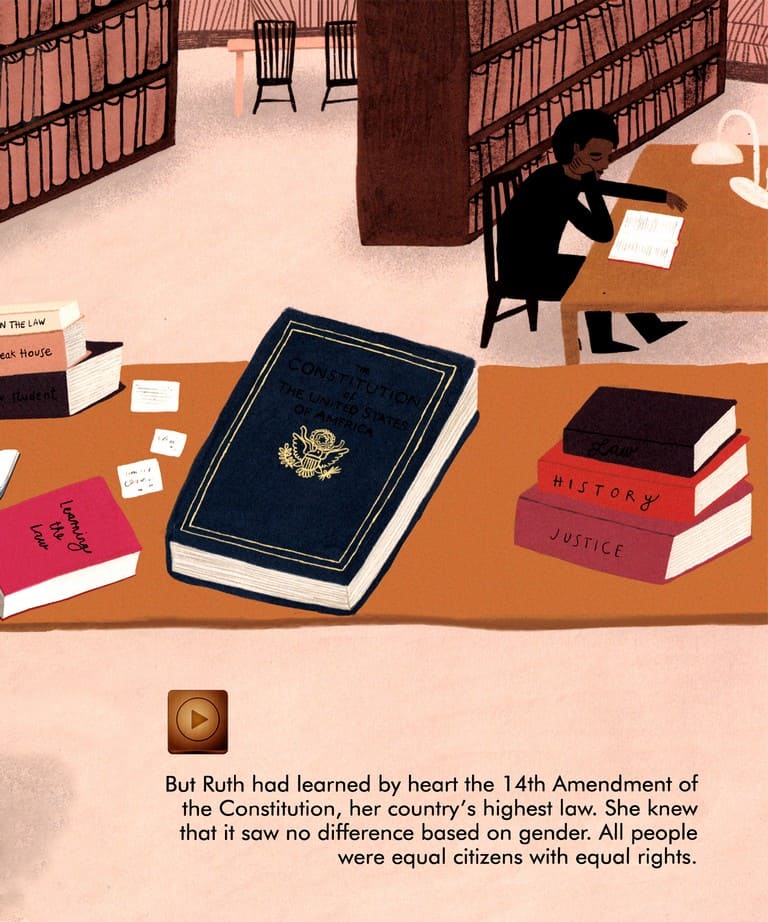 N THE LAW
eak House
student
Learning
the
Law
THE
CONSTITUTION
OF
THE UNITED STATES
OF AMERICA
Law
HISTORY
JUSTICE
But Ruth had learned by heart the 14th Amendment of
the Constitution, her country's highest law. She knew
that it saw no difference based on gender. All people
were equal citizens with equal rights.